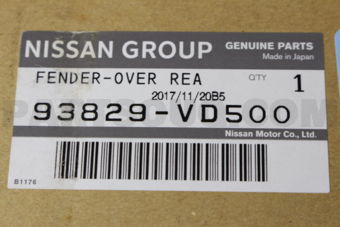 NISSAN GROUP
GENUINE PARTS
Made in Japan
FENDER-OVER REA
Q'TY 1
2017/11/20B5
93829-VD500
Nissan Motor Co., Ltd.
B1176